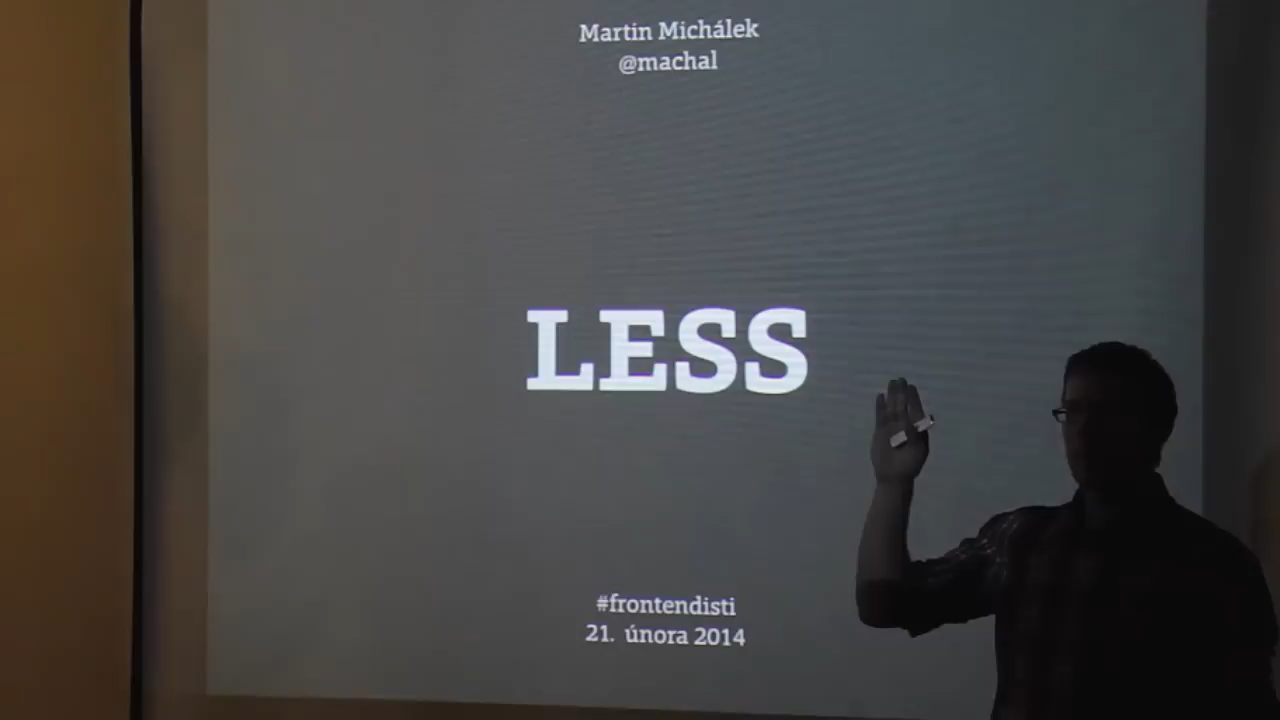 Martin Michálek
@machal
LESS
#frontendisti
21. února 2014